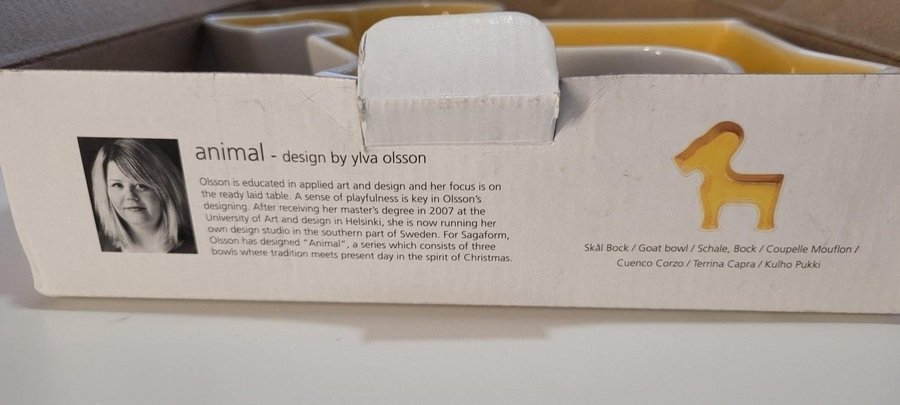 animal - design by ylva olsson
Olsson is educated in applied art and design and her focus is on
the ready laid table. A sense of playfulness is key in Olsson's
designing. After receiving her master's degree in 2007 at the
University of Art and design in Helsinki, she is now running her
own design studio in the southern part of Sweden. For Sagaform,
Olsson has designed "Animal", a series which consists of three
bowls where tradition meets present day in the spirit of Christmas.
Skål Bock / Goat bowl / Schale, Bock / Coupelle Mouflon /
Cuenco Corzo / Terrina Capra / Kulho Pukki